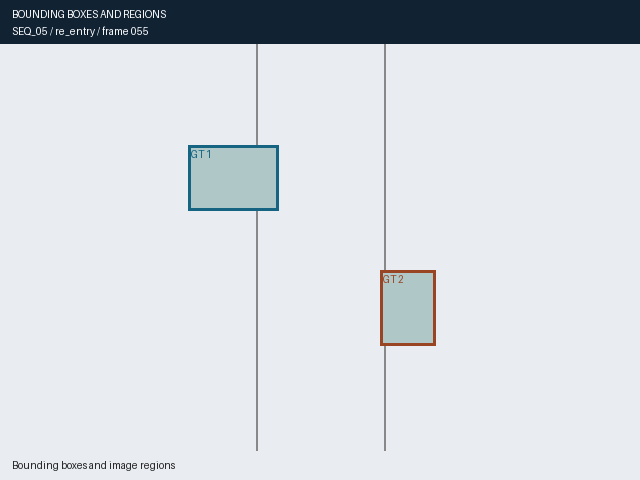 BOUNDING BOXES AND REGIONS
SEQ_05 / re_entry / frame 055
GT1
GT2
Bounding boxes and image regions